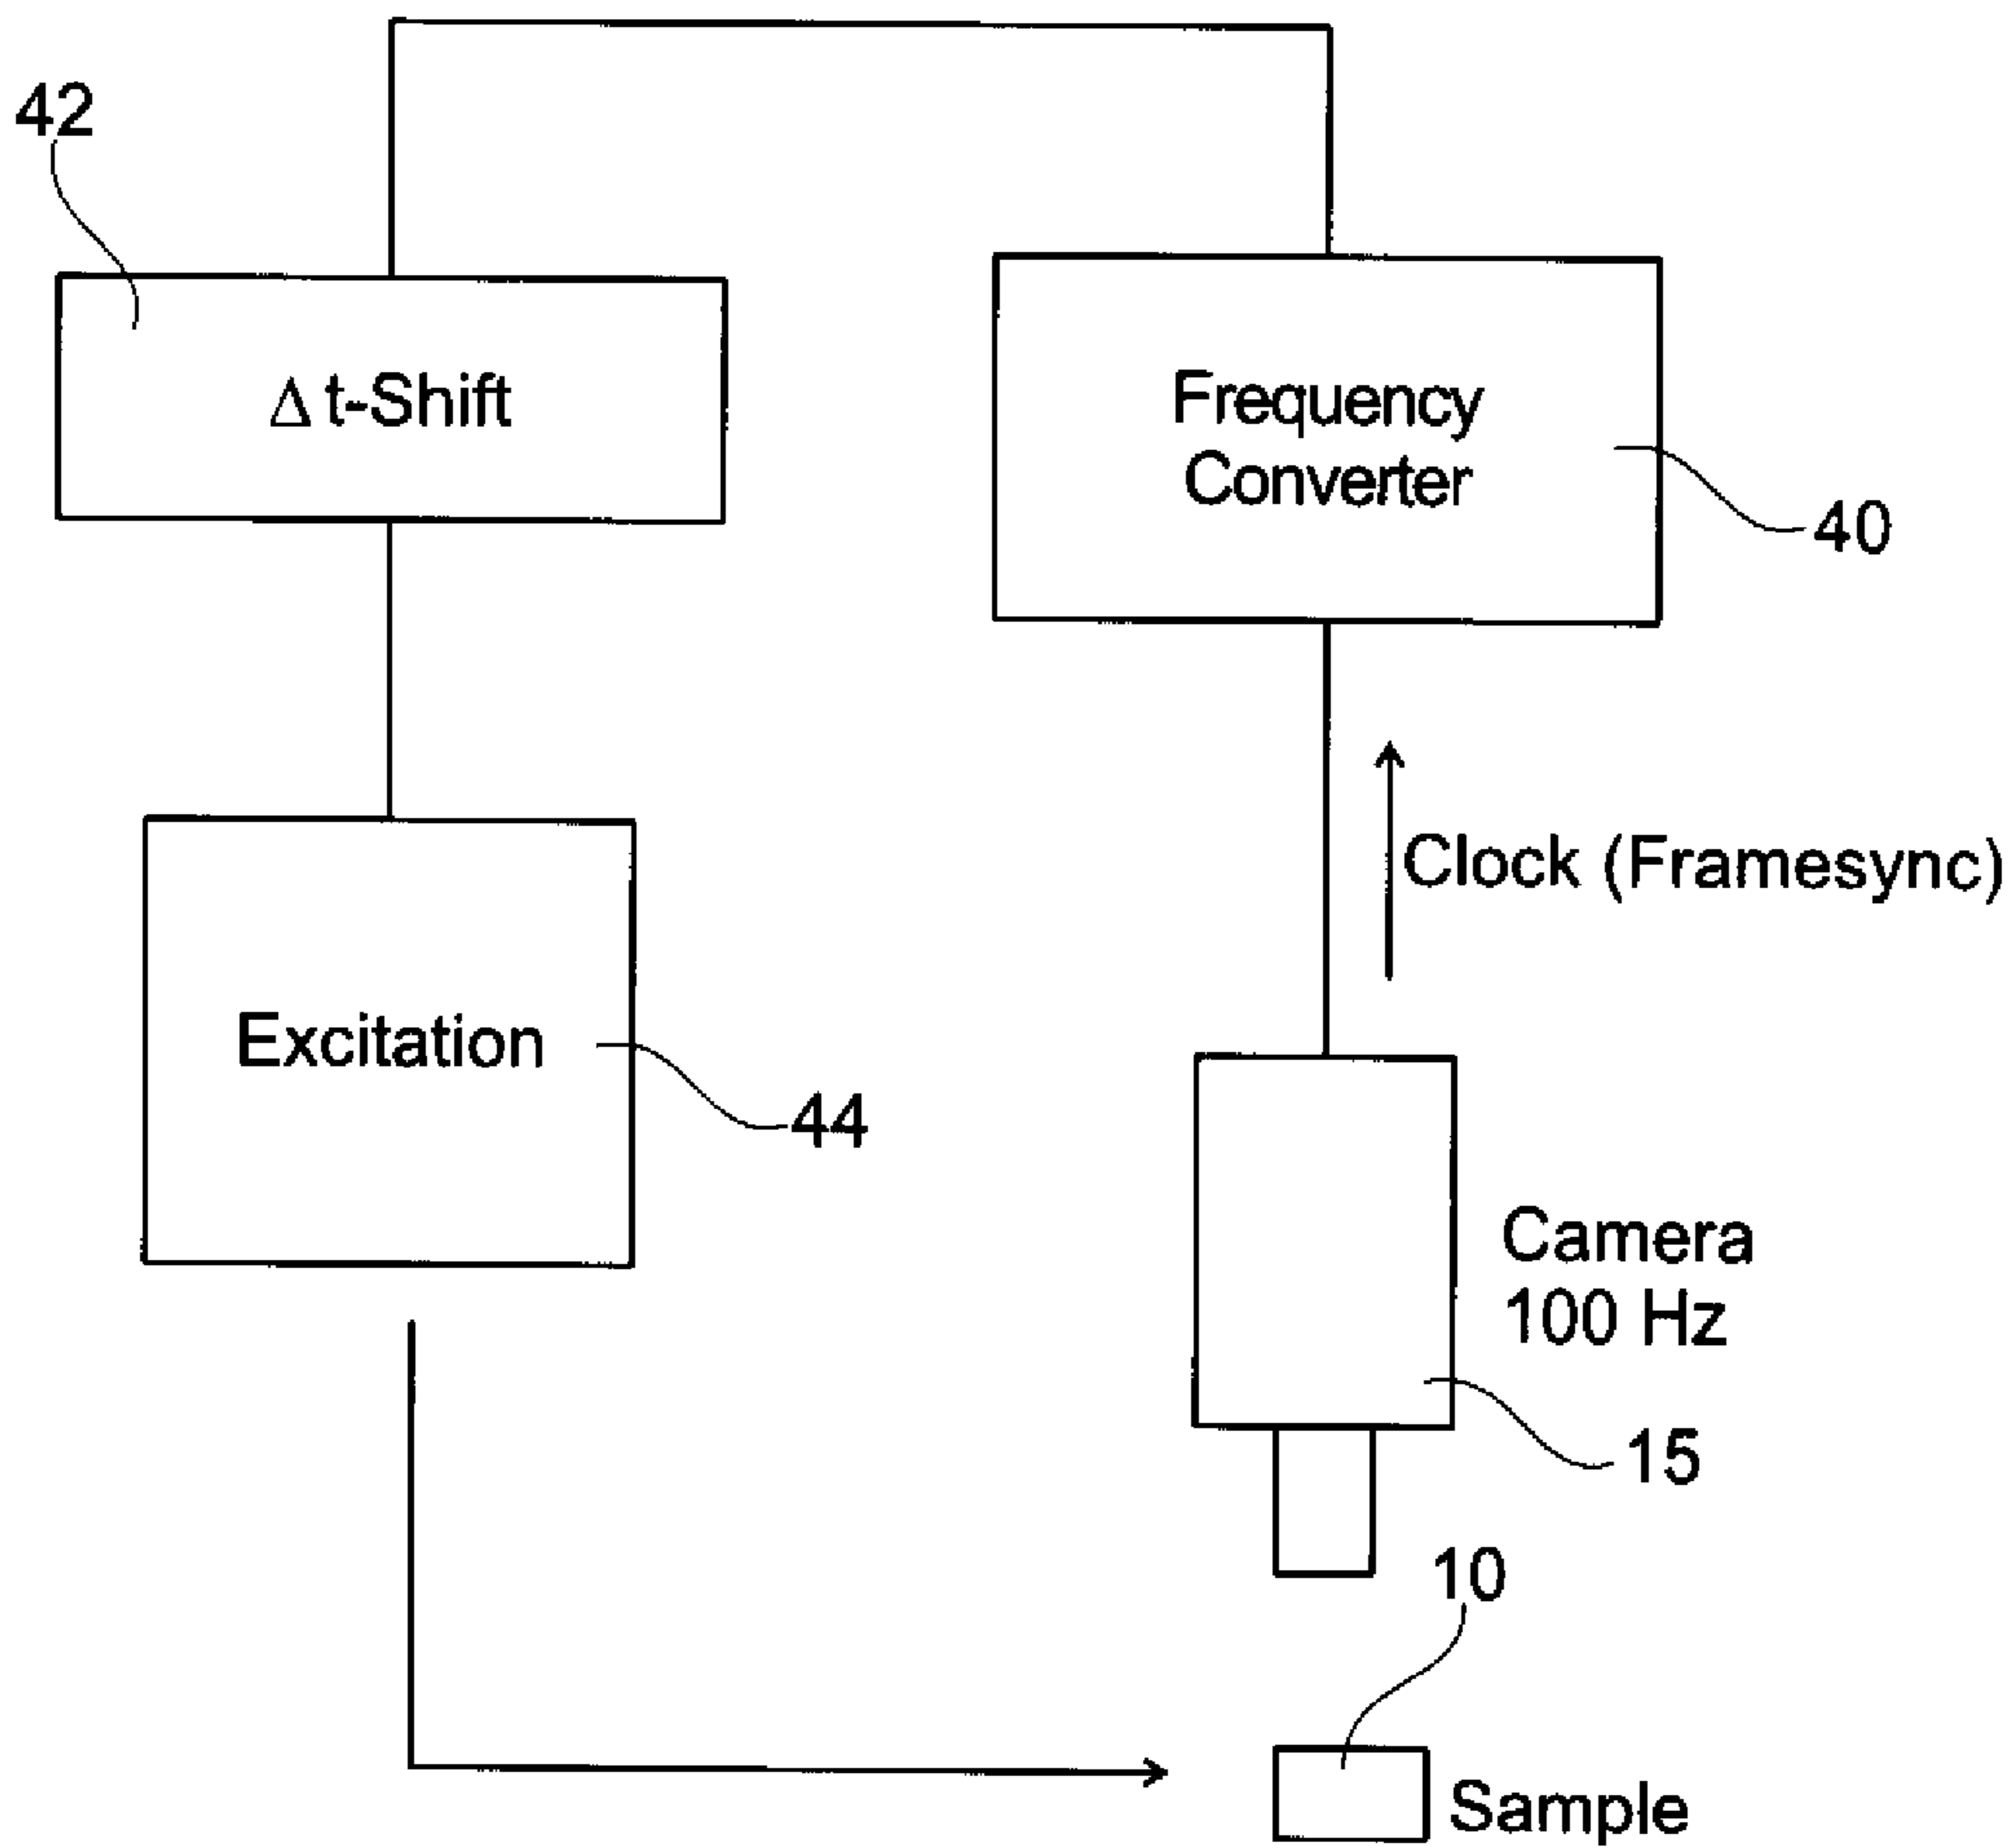 42
Δ t-Shift
Frequency
Converter
40
Clock (Framesync)
Excitation
44
Camera
100 Hz
15
10
Sample